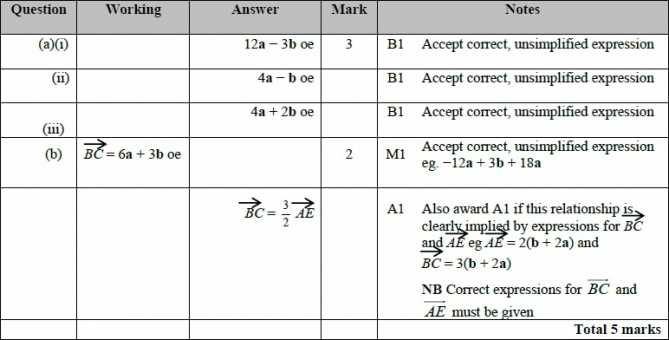 Question Working Answer Mark Notes
(a)(i) 12a − 3b oe 3 B1 Accept correct, unsimplified expression
(ii) 4a − b oe B1 Accept correct, unsimplified expression
(iii) 4a + 2b oe B1 Accept correct, unsimplified expression
(b) BC = 6a + 3b oe 2 M1 Accept correct, unsimplified expression
eg. −12a + 3b + 18a
BC = 3/2 AE A1 Also award A1 if this relationship is
clearly implied by expressions for BC
and AE eg AE = 2(b + 2a) and
BC = 3(b + 2a)
NB Correct expressions for BC and
AE must be given
Total 5 marks